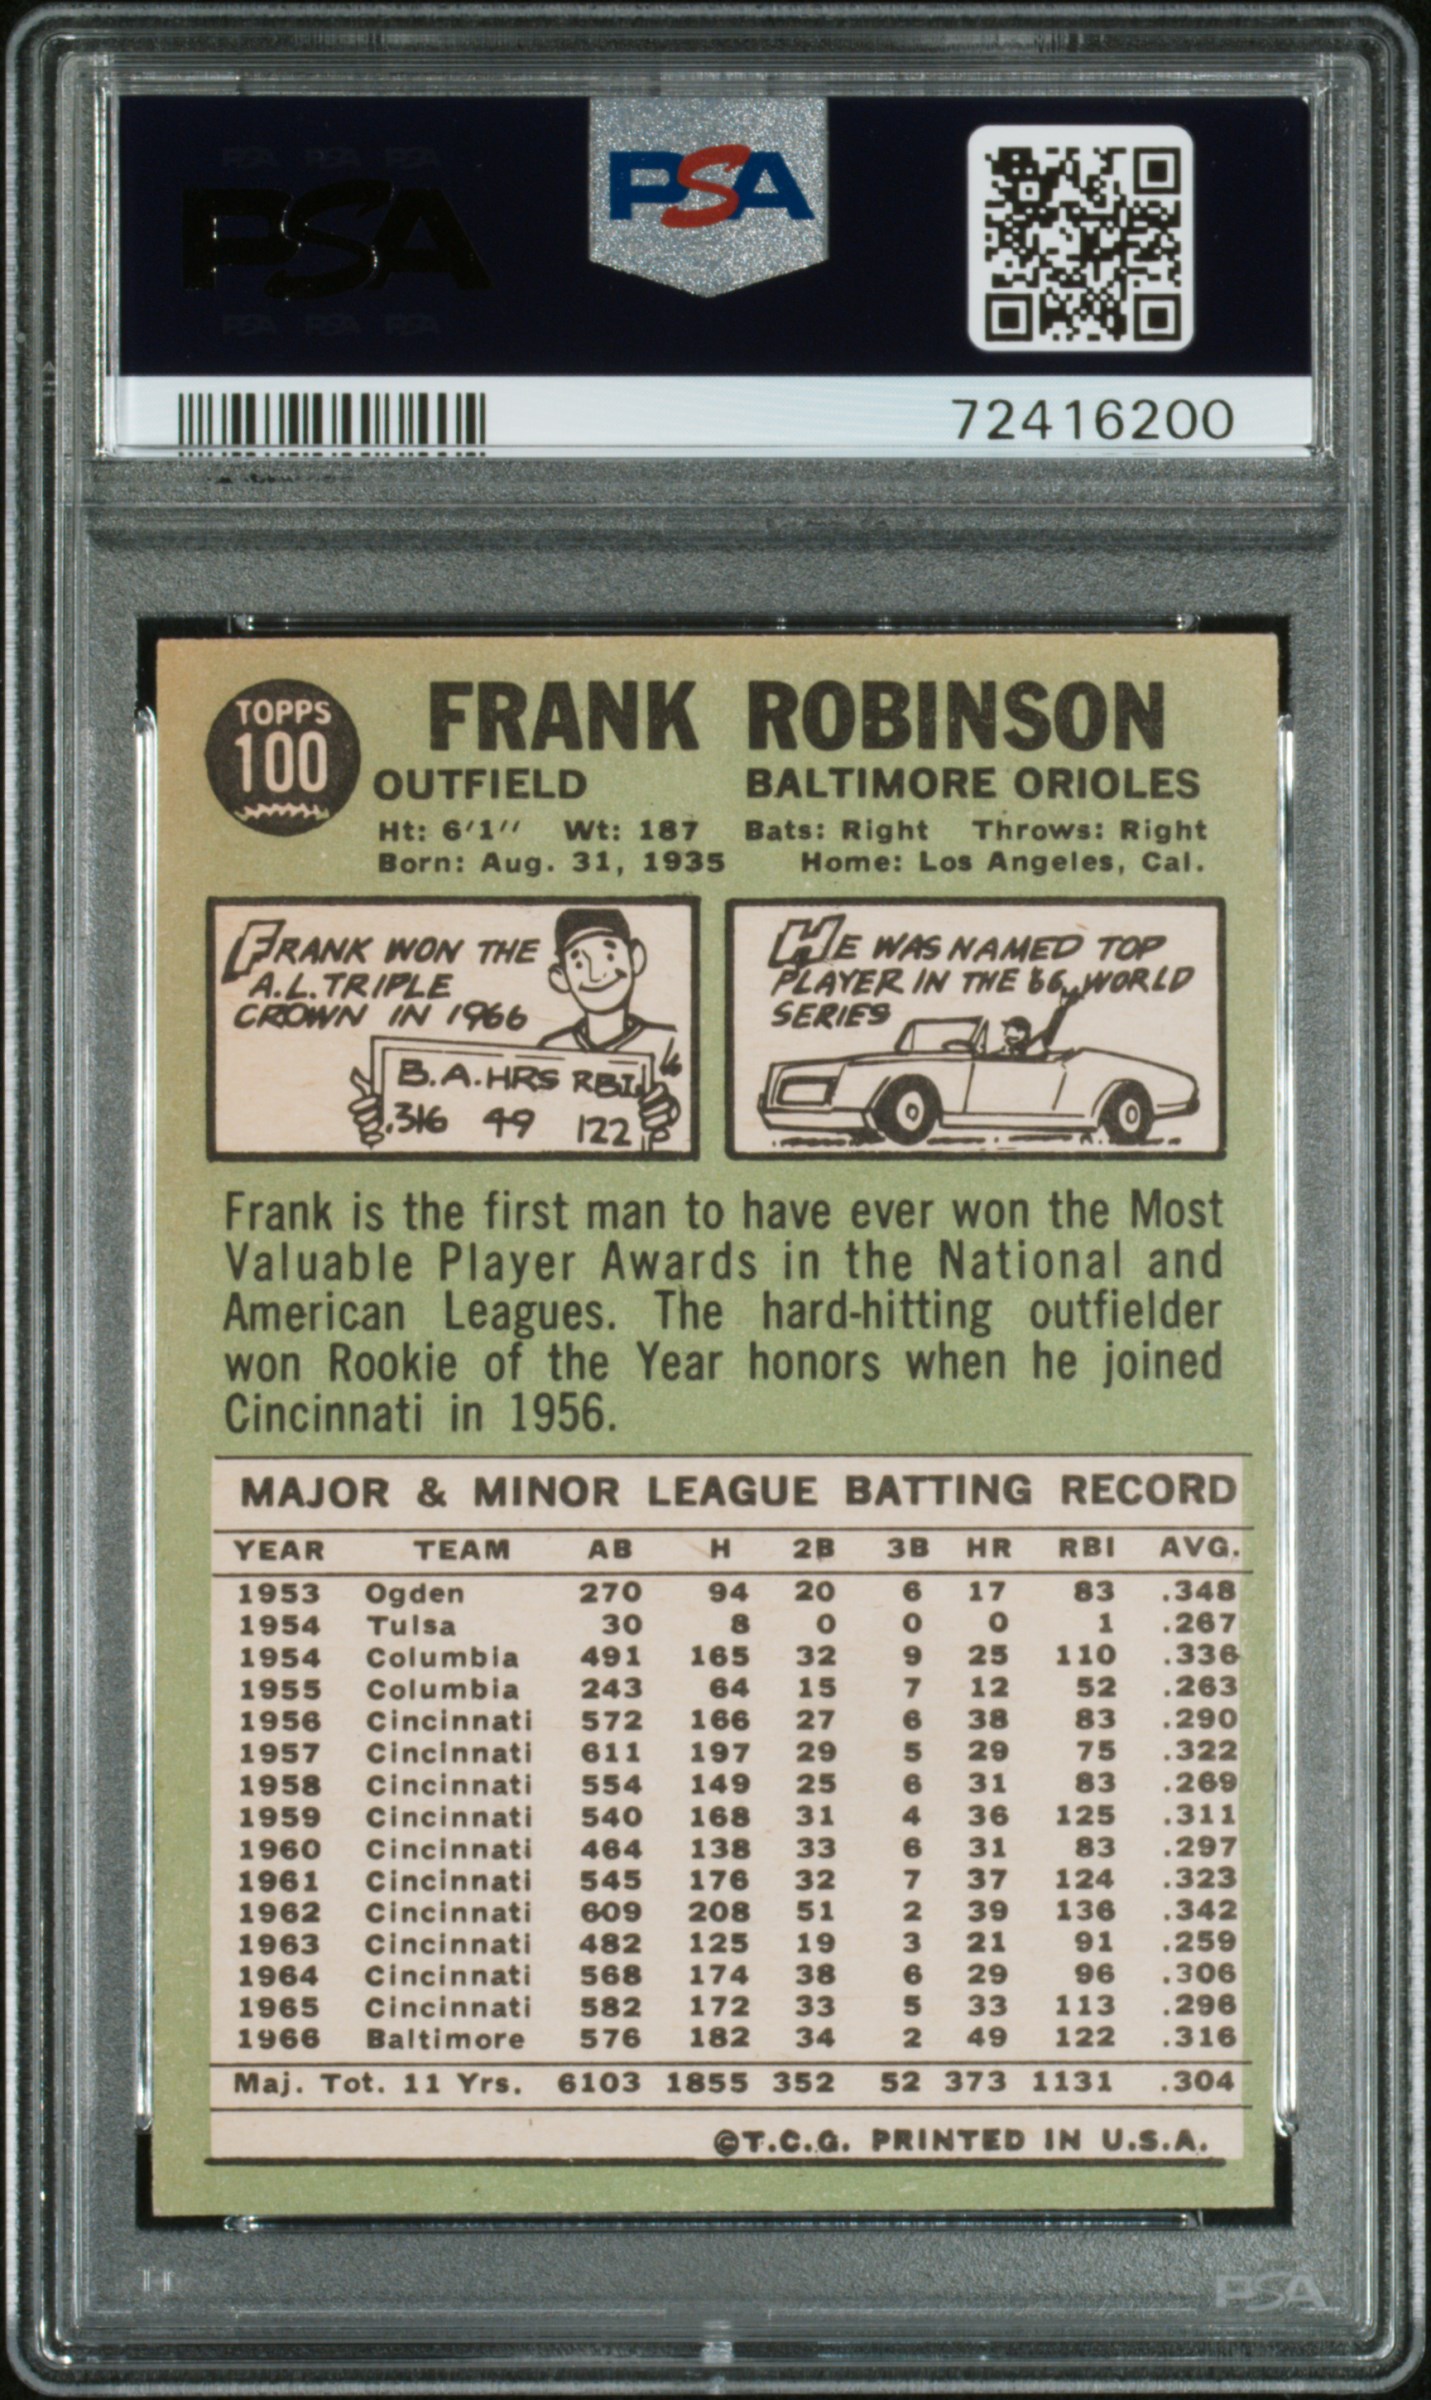 PSA PSA PSA
PSA
PSA PSA PSA
PSA
72416200
TOPPS
100
FRANK ROBINSON
OUTFIELD BALTIMORE ORIOLES
Ht: 6'1" Wt: 187 Bats: Right Throws: Right
Born: Aug. 31, 1935 Home: Los Angeles, Cal.
FRANK WON THE
A.L. TRIPLE
CROWN IN 1966
B.A. HRS RBI
.316 49 122
HE WAS NAMED TOP
PLAYER IN THE '66 WORLD
SERIES
Frank is the first man to have ever won the Most
Valuable Player Awards in the National and
American Leagues. The hard-hitting outfielder
won Rookie of the Year honors when he joined
Cincinnati in 1956.
MAJOR & MINOR LEAGUE BATTING RECORD
YEAR TEAM AB H 2B 3B HR RBI AVG.
1953 Ogden 270 94 20 6 17 83 .348
1954 Tulsa 30 8 0 0 0 1 .267
1954 Columbia 491 165 32 9 25 110 .336
1955 Columbia 243 64 15 7 12 52 .263
1956 Cincinnati 572 166 27 6 38 83 .290
1957 Cincinnati 611 197 29 5 29 75 .322
1958 Cincinnati 554 149 25 6 31 83 .269
1959 Cincinnati 540 168 31 4 36 125 .311
1960 Cincinnati 464 138 33 6 31 83 .297
1961 Cincinnati 545 176 32 7 37 124 .323
1962 Cincinnati 609 208 51 2 39 136 .342
1963 Cincinnati 482 125 19 3 21 91 .259
1964 Cincinnati 568 174 38 6 29 96 .306
1965 Cincinnati 582 172 33 5 33 113 .296
1966 Baltimore 576 182 34 2 49 122 .316
Maj. Tot. 11 Yrs. 6103 1855 352 52 373 1131 .304
©T.C.G. PRINTED IN U.S.A.
PSA